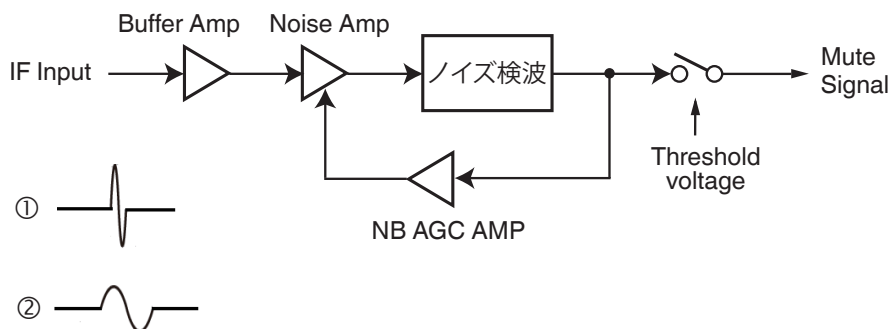 Buffer Amp
Noise Amp
IF Input
ノイズ検波
Mute
Signal
Threshold
voltage
NB AGC AMP
①
②